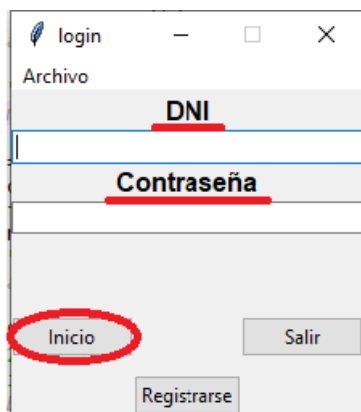 login
Archivo
DNI
Contraseña
Inicio Salir
Registrarse